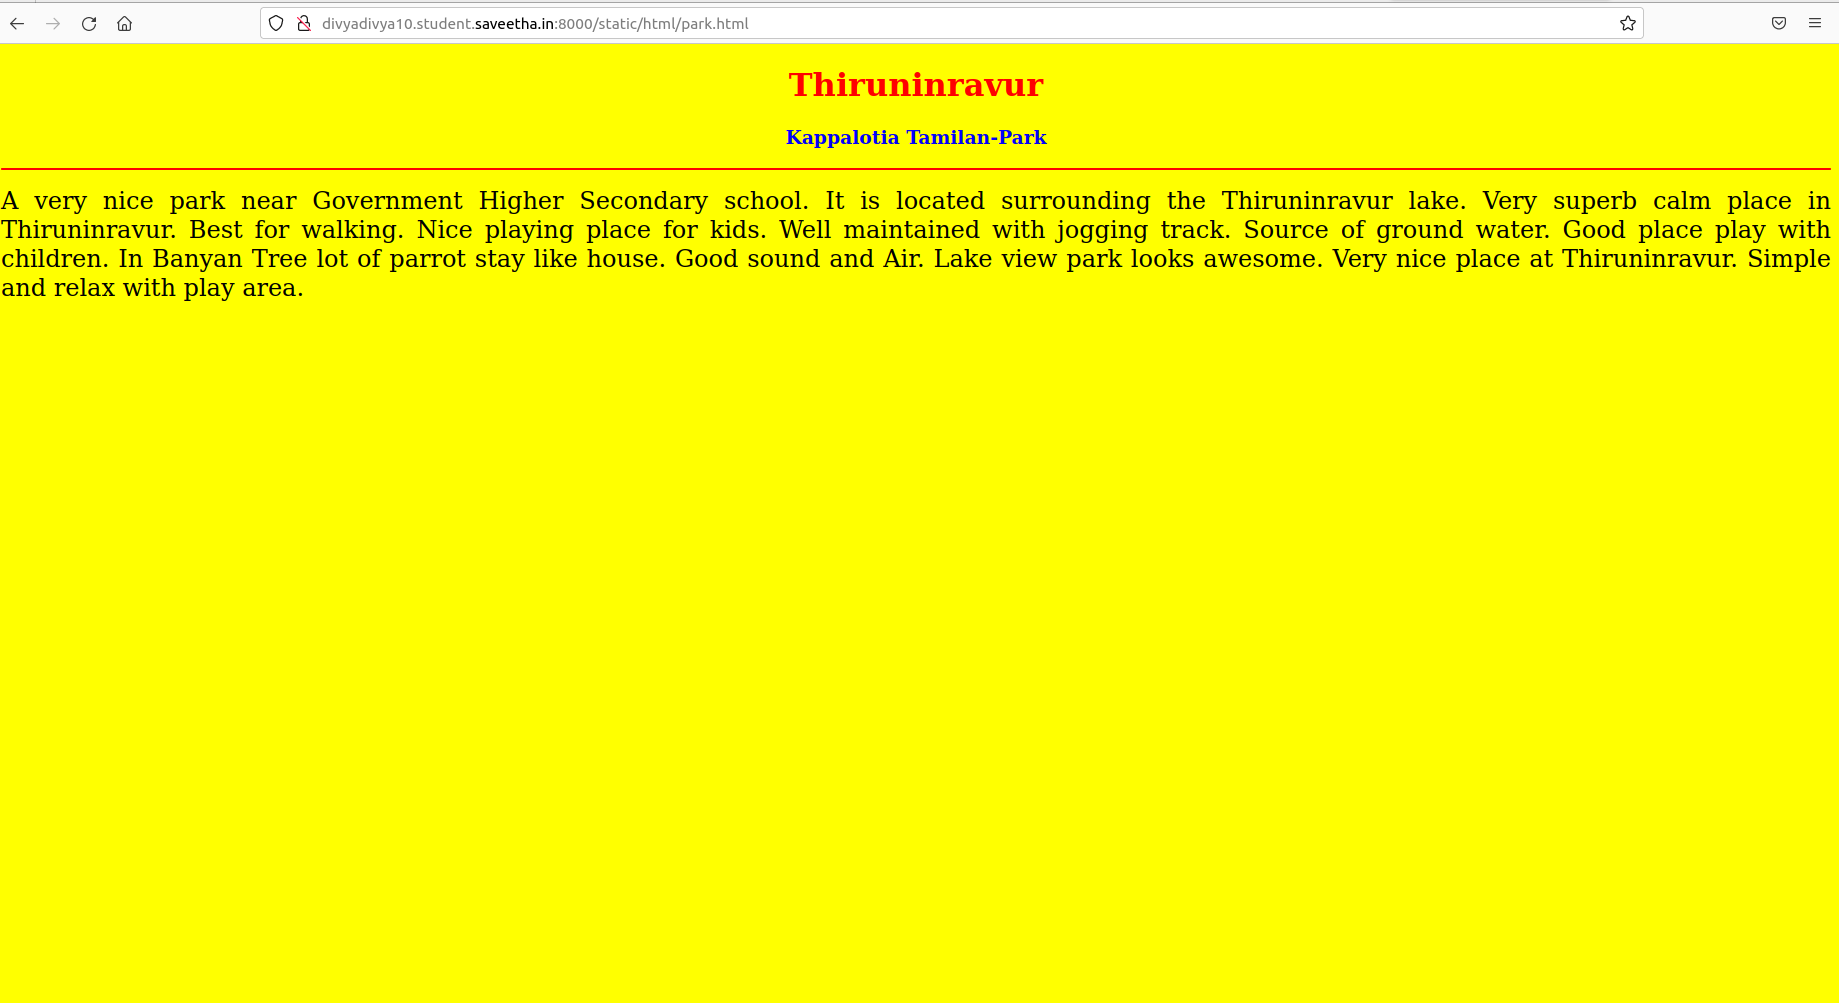 divyadivya10.student.saveetha.in:8000/static/html/park.html
Thiruninravur
Kappalotia Tamilan-Park
A very nice park near Government Higher Secondary school. It is located surrounding the Thiruninravur lake. Very superb calm place in
Thiruninravur. Best for walking. Nice playing place for kids. Well maintained with jogging track. Source of ground water. Good place play with
children. In Banyan Tree lot of parrot stay like house. Good sound and Air. Lake view park looks awesome. Very nice place at Thiruninravur. Simple
and relax with play area.